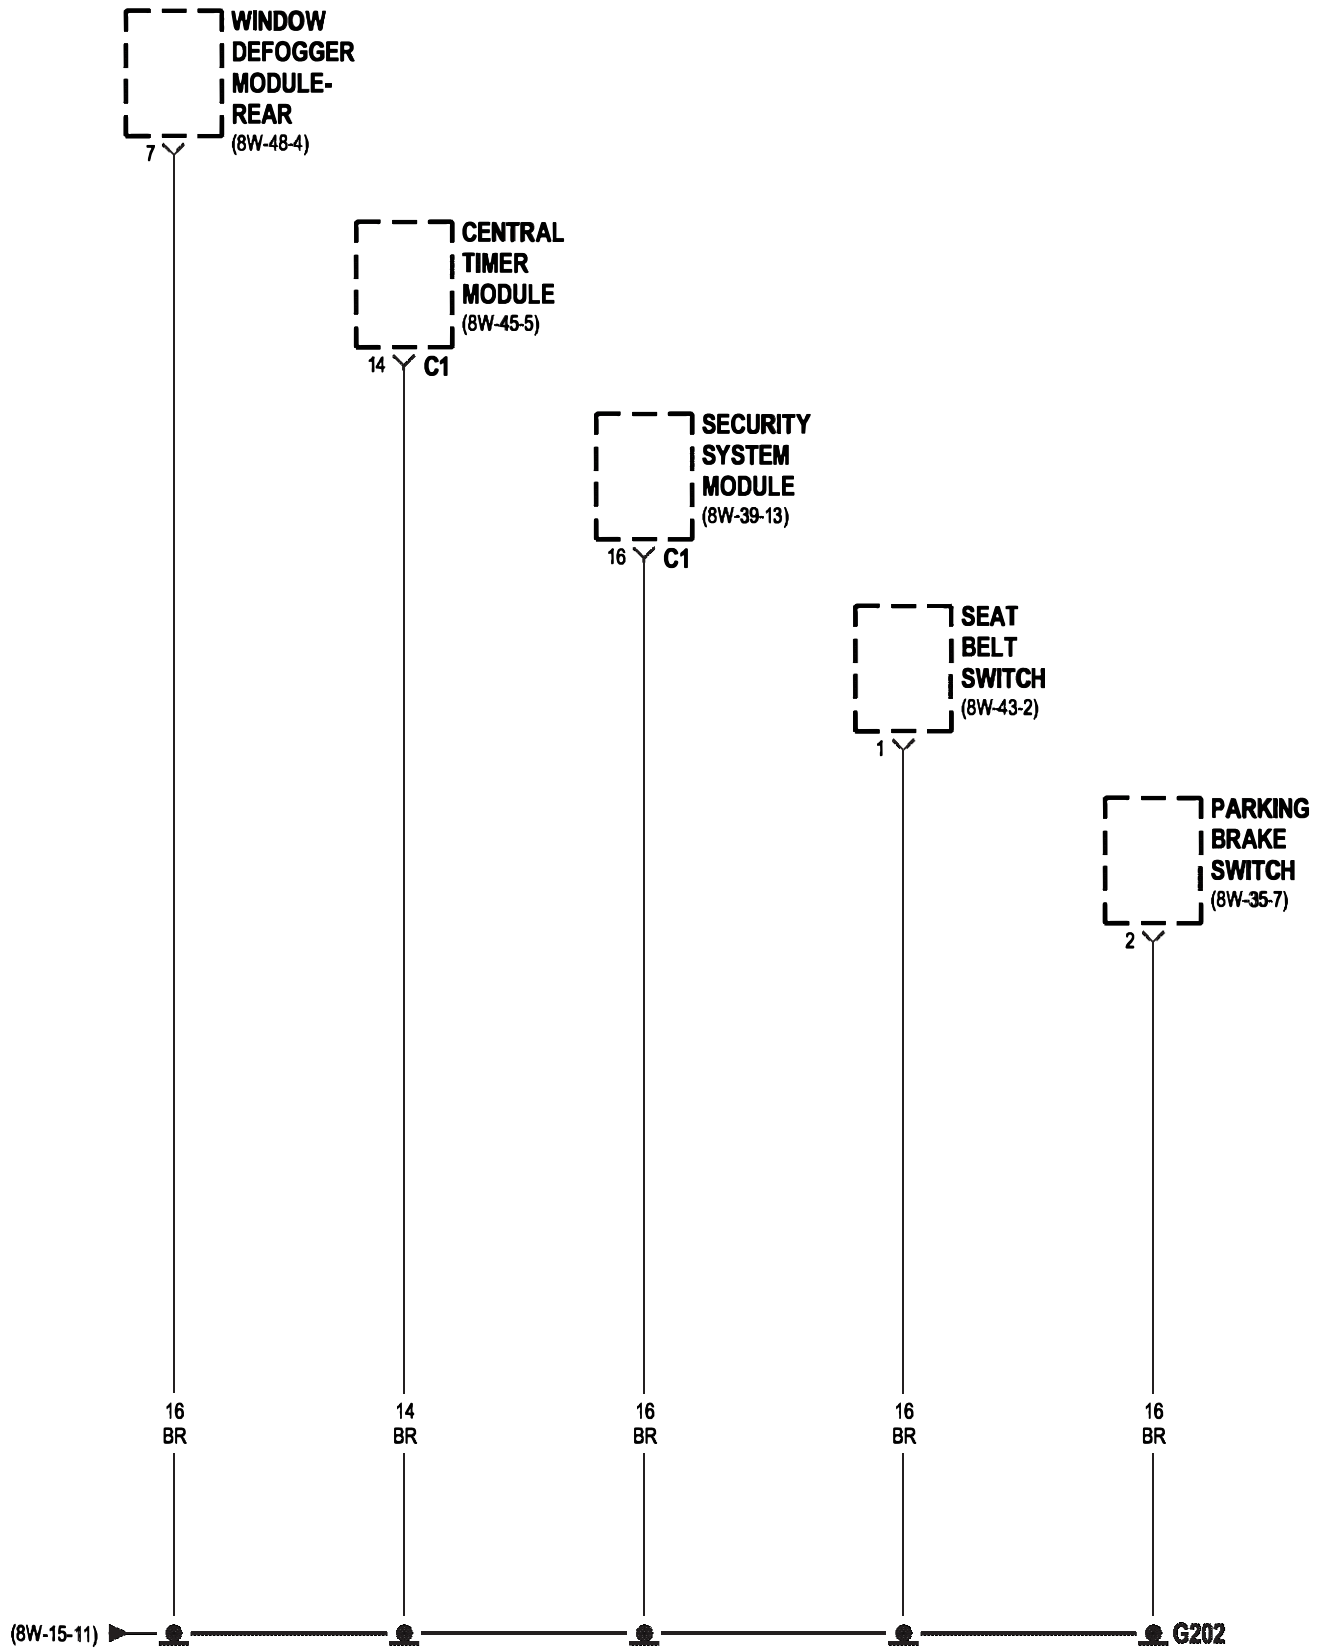 WINDOW
DEFOGGER
MODULE-
REAR
(8W-48-4)
7
CENTRAL
TIMER
MODULE
(8W-45-5)
14 C1
SECURITY
SYSTEM
MODULE
(8W-39-13)
16 C1
SEAT
BELT
SWITCH
(8W-43-2)
1
PARKING
BRAKE
SWITCH
(8W-35-7)
2
16 14 16 16 16
BR BR BR BR BR
(8W-15-11) G202